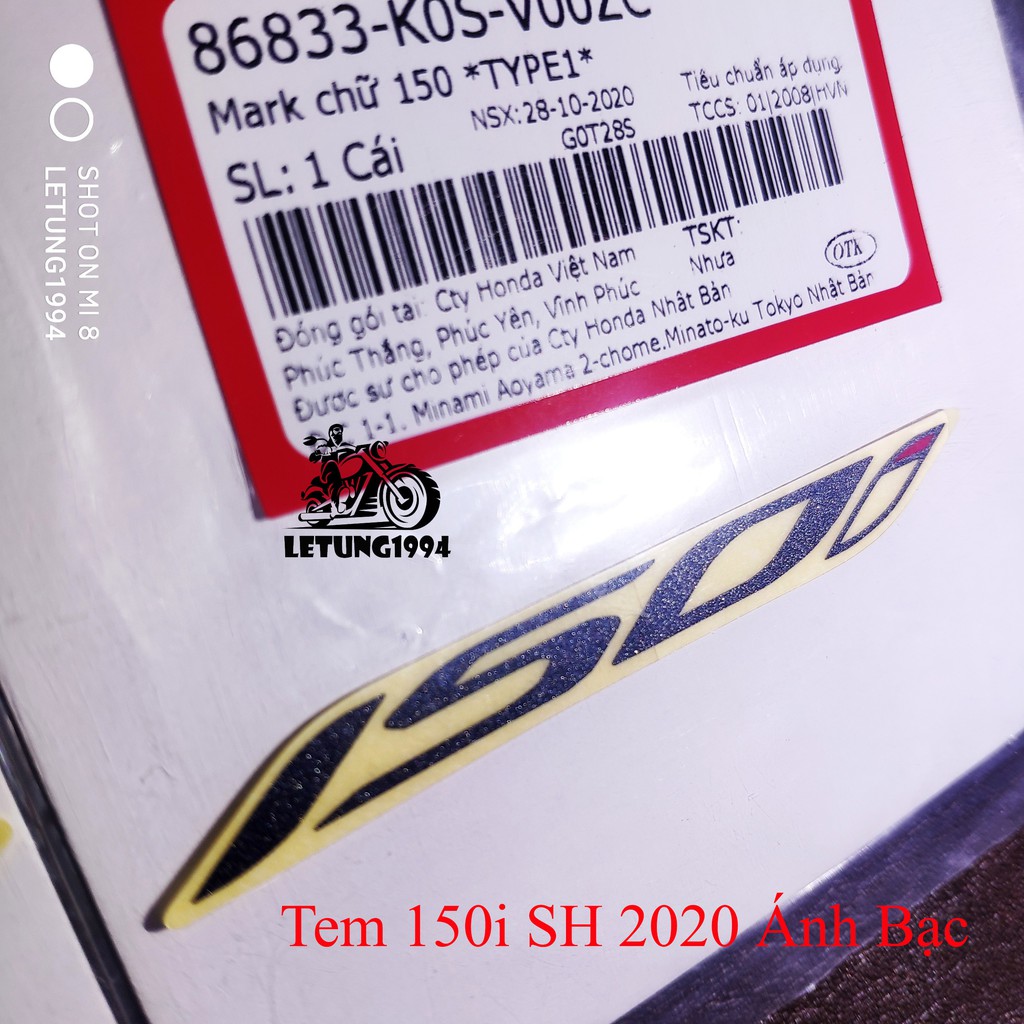 86833-K0S-V002C
Mark chữ 150 *TYPE1*
NSX: 28-10-2020
Tiêu chuẩn áp dụng:
TCCS: 01|2008|HVN
SL: 1 Cái
G0T28S
Đóng gói tại: Cty Honda Việt Nam
Phúc Thắng, Phúc Yên, Vĩnh Phúc
Được sự cho phép của Cty Honda Nhật Bản
1-1. Minami Aoyama 2-chome.Minato-ku Tokyo Nhật Bản
TSKT:
Nhựa
OTK
SHOT ON MI 8
LETUNG1994
LETUNG1994
150i
Tem 150i SH 2020 Ánh Bạc